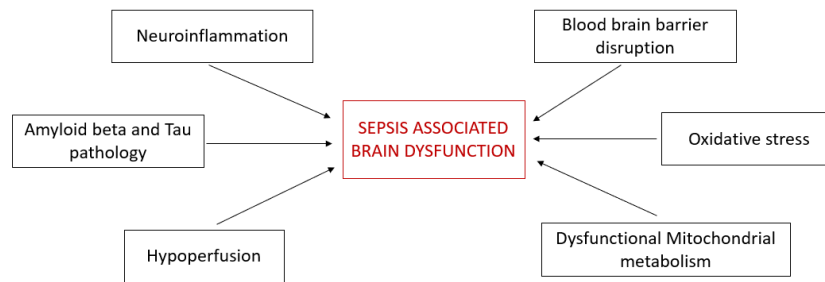 Neuroinflammation
Blood brain barrier
disruption
SEPSIS ASSOCIATED
BRAIN DYSFUNCTION
Amyloid beta and Tau
pathology
Oxidative stress
Hypoperfusion
Dysfunctional Mitochondrial
metabolism